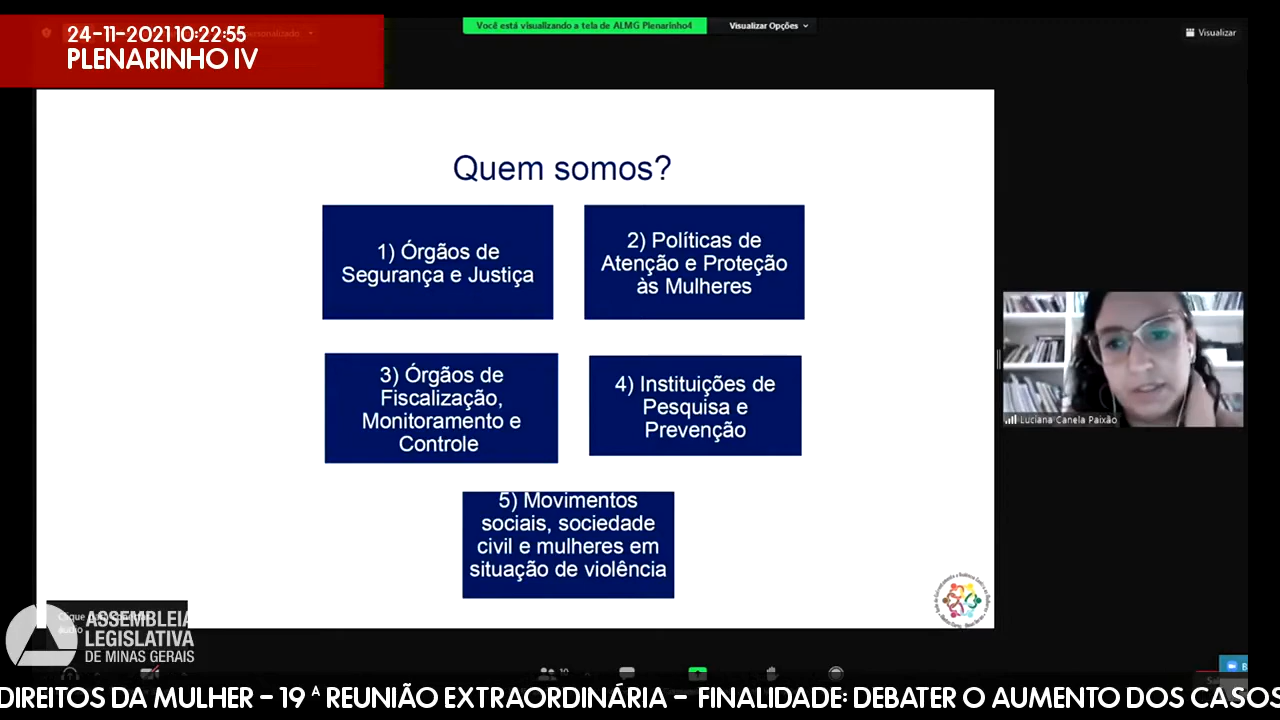 24-11-2021 10:22:55
PLENARINHO IV
Você está visualizando a tela de ALMG Plenarinho4
Visualizar Opções
Visualizar
Quem somos?
1) Órgãos de
Segurança e Justiça
2) Políticas de
Atenção e Proteção
às Mulheres
3) Órgãos de
Fiscalização,
Monitoramento e
Controle
4) Instituições de
Pesquisa e
Prevenção
5) Movimentos
sociais, sociedade
civil e mulheres em
situação de violência
Luciana Canela Paixão
ASSEMBLEIA
LEGISLATIVA
DE MINAS GERAIS
DIREITOS DA MULHER - 19 ª REUNIÃO EXTRAORDINÁRIA - FINALIDADE: DEBATER O AUMENTO DOS CASOS